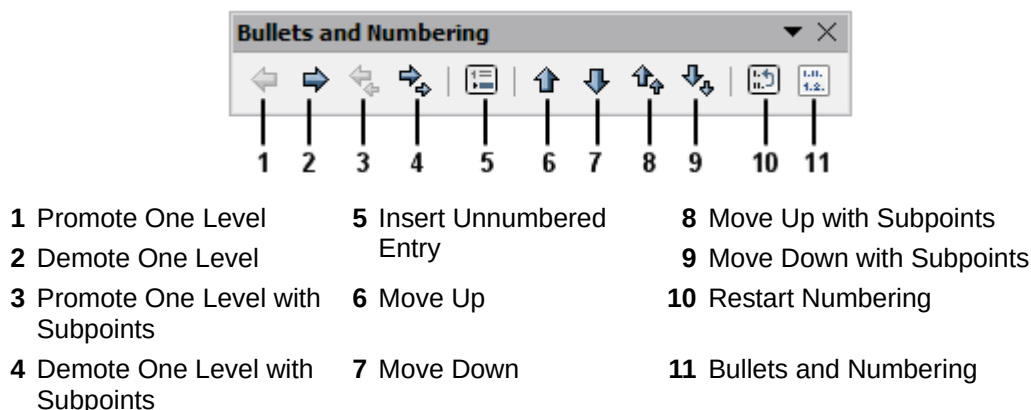 Bullets and Numbering
1 2 3 4 5 6 7 8 9 10 11
1 Promote One Level
2 Demote One Level
3 Promote One Level with
Subpoints
4 Demote One Level with
Subpoints
5 Insert Unnumbered
Entry
6 Move Up
7 Move Down
8 Move Up with Subpoints
9 Move Down with Subpoints
10 Restart Numbering
11 Bullets and Numbering